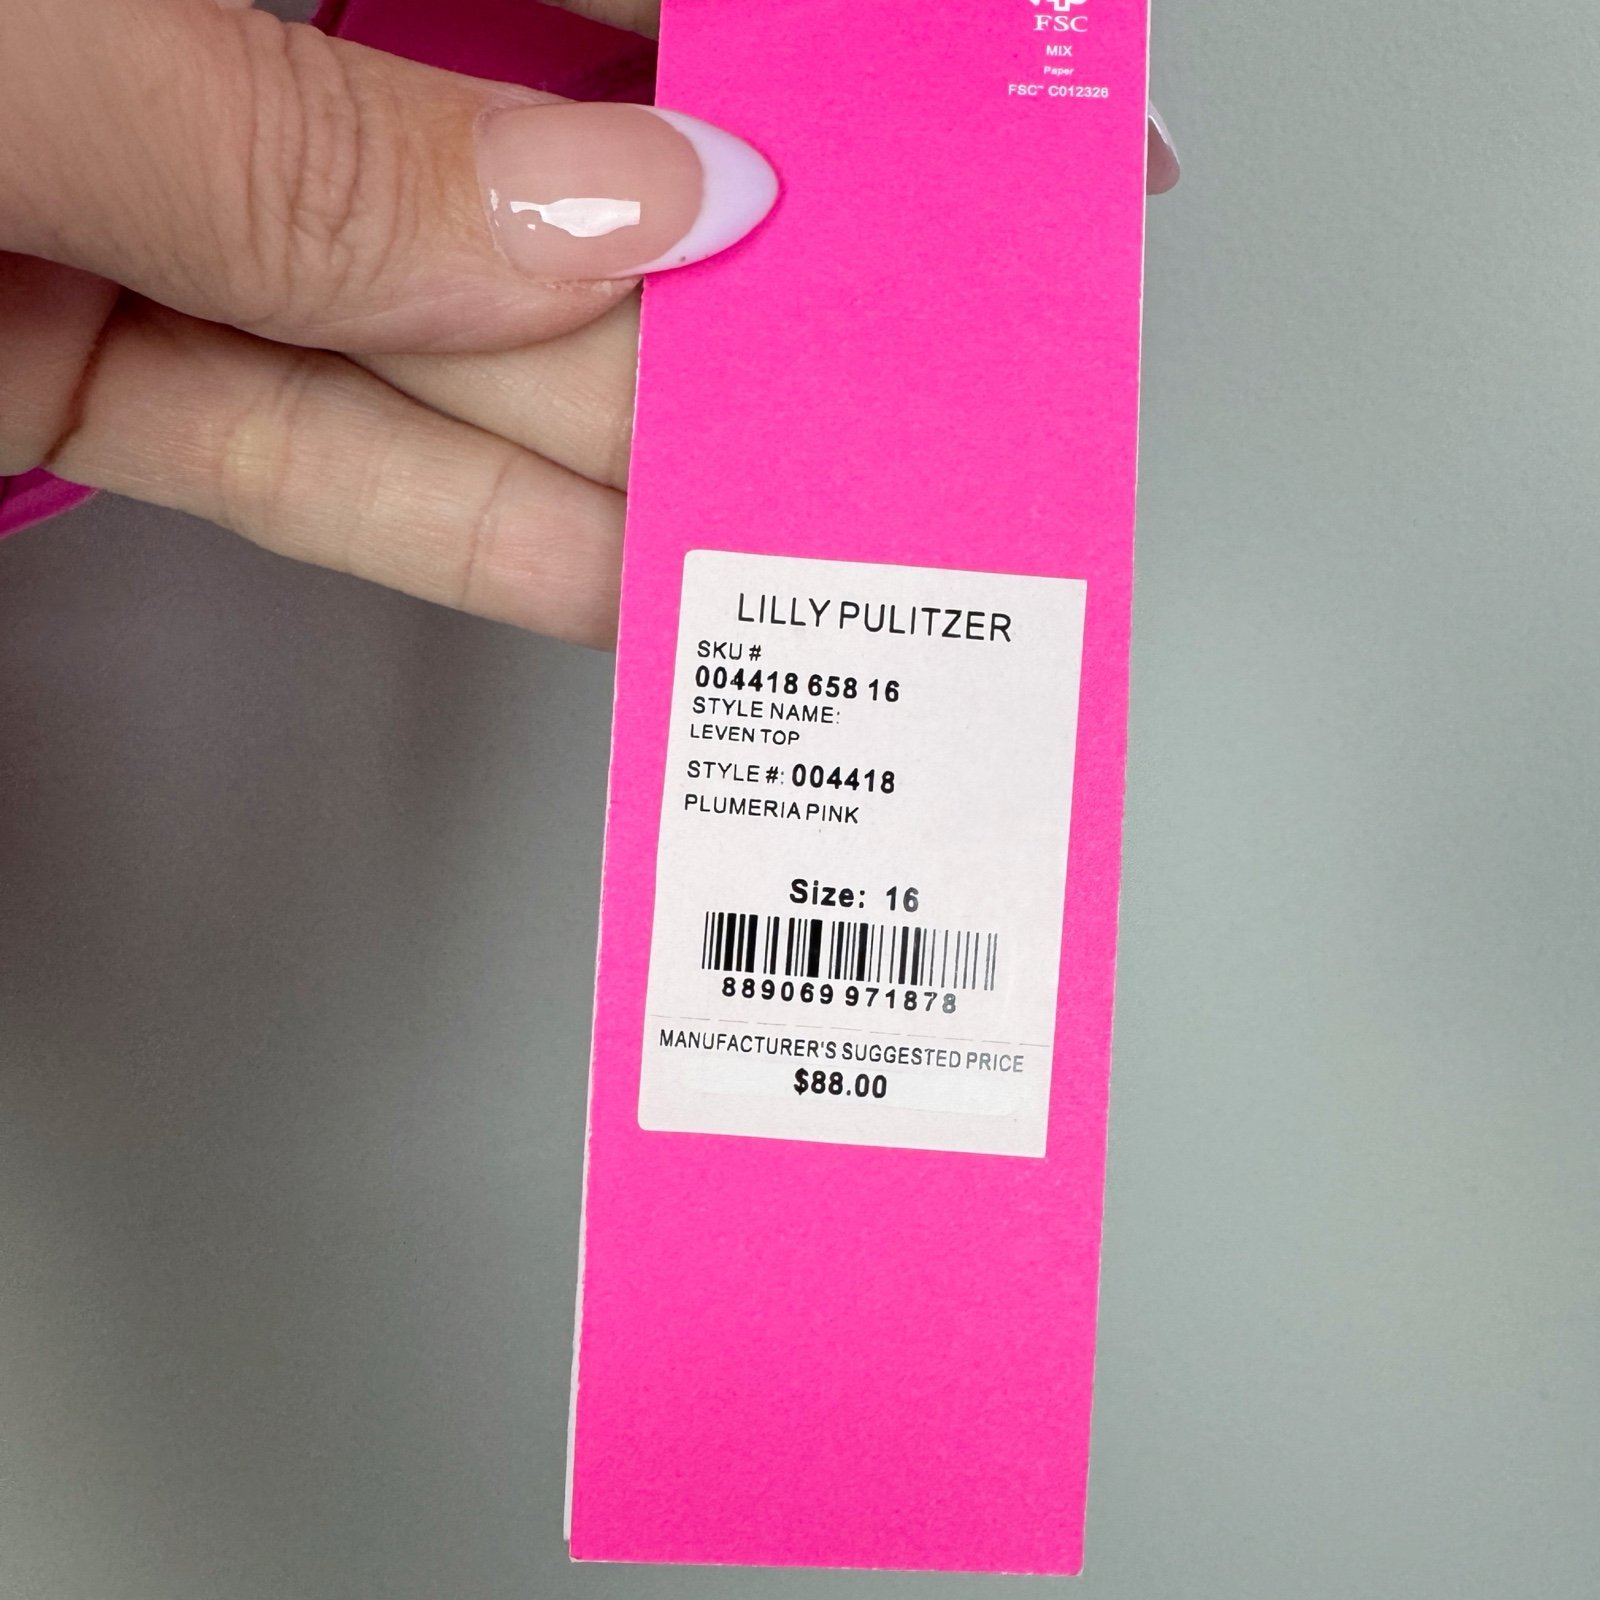 FSC
MIX
Paper
FSC™ C012326
LILLY PULITZER
SKU #
004418 658 16
STYLE NAME:
LEVEN TOP
STYLE #: 004418
PLUMERIA PINK
Size: 16
889069 971878
MANUFACTURER'S SUGGESTED PRICE
$88.00